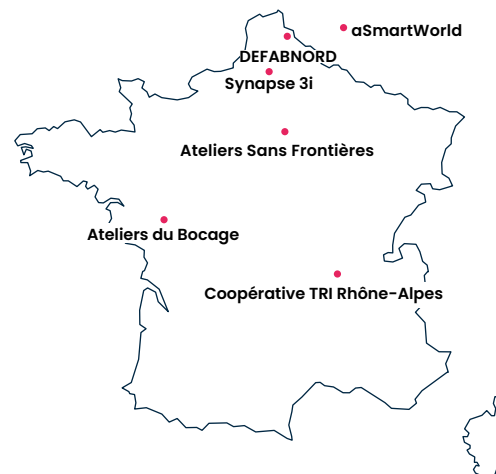 aSmartWorld
DEFABNORD
Synapse 3i
Ateliers Sans Frontières
Ateliers du Bocage
Coopérative TRI Rhône-Alpes